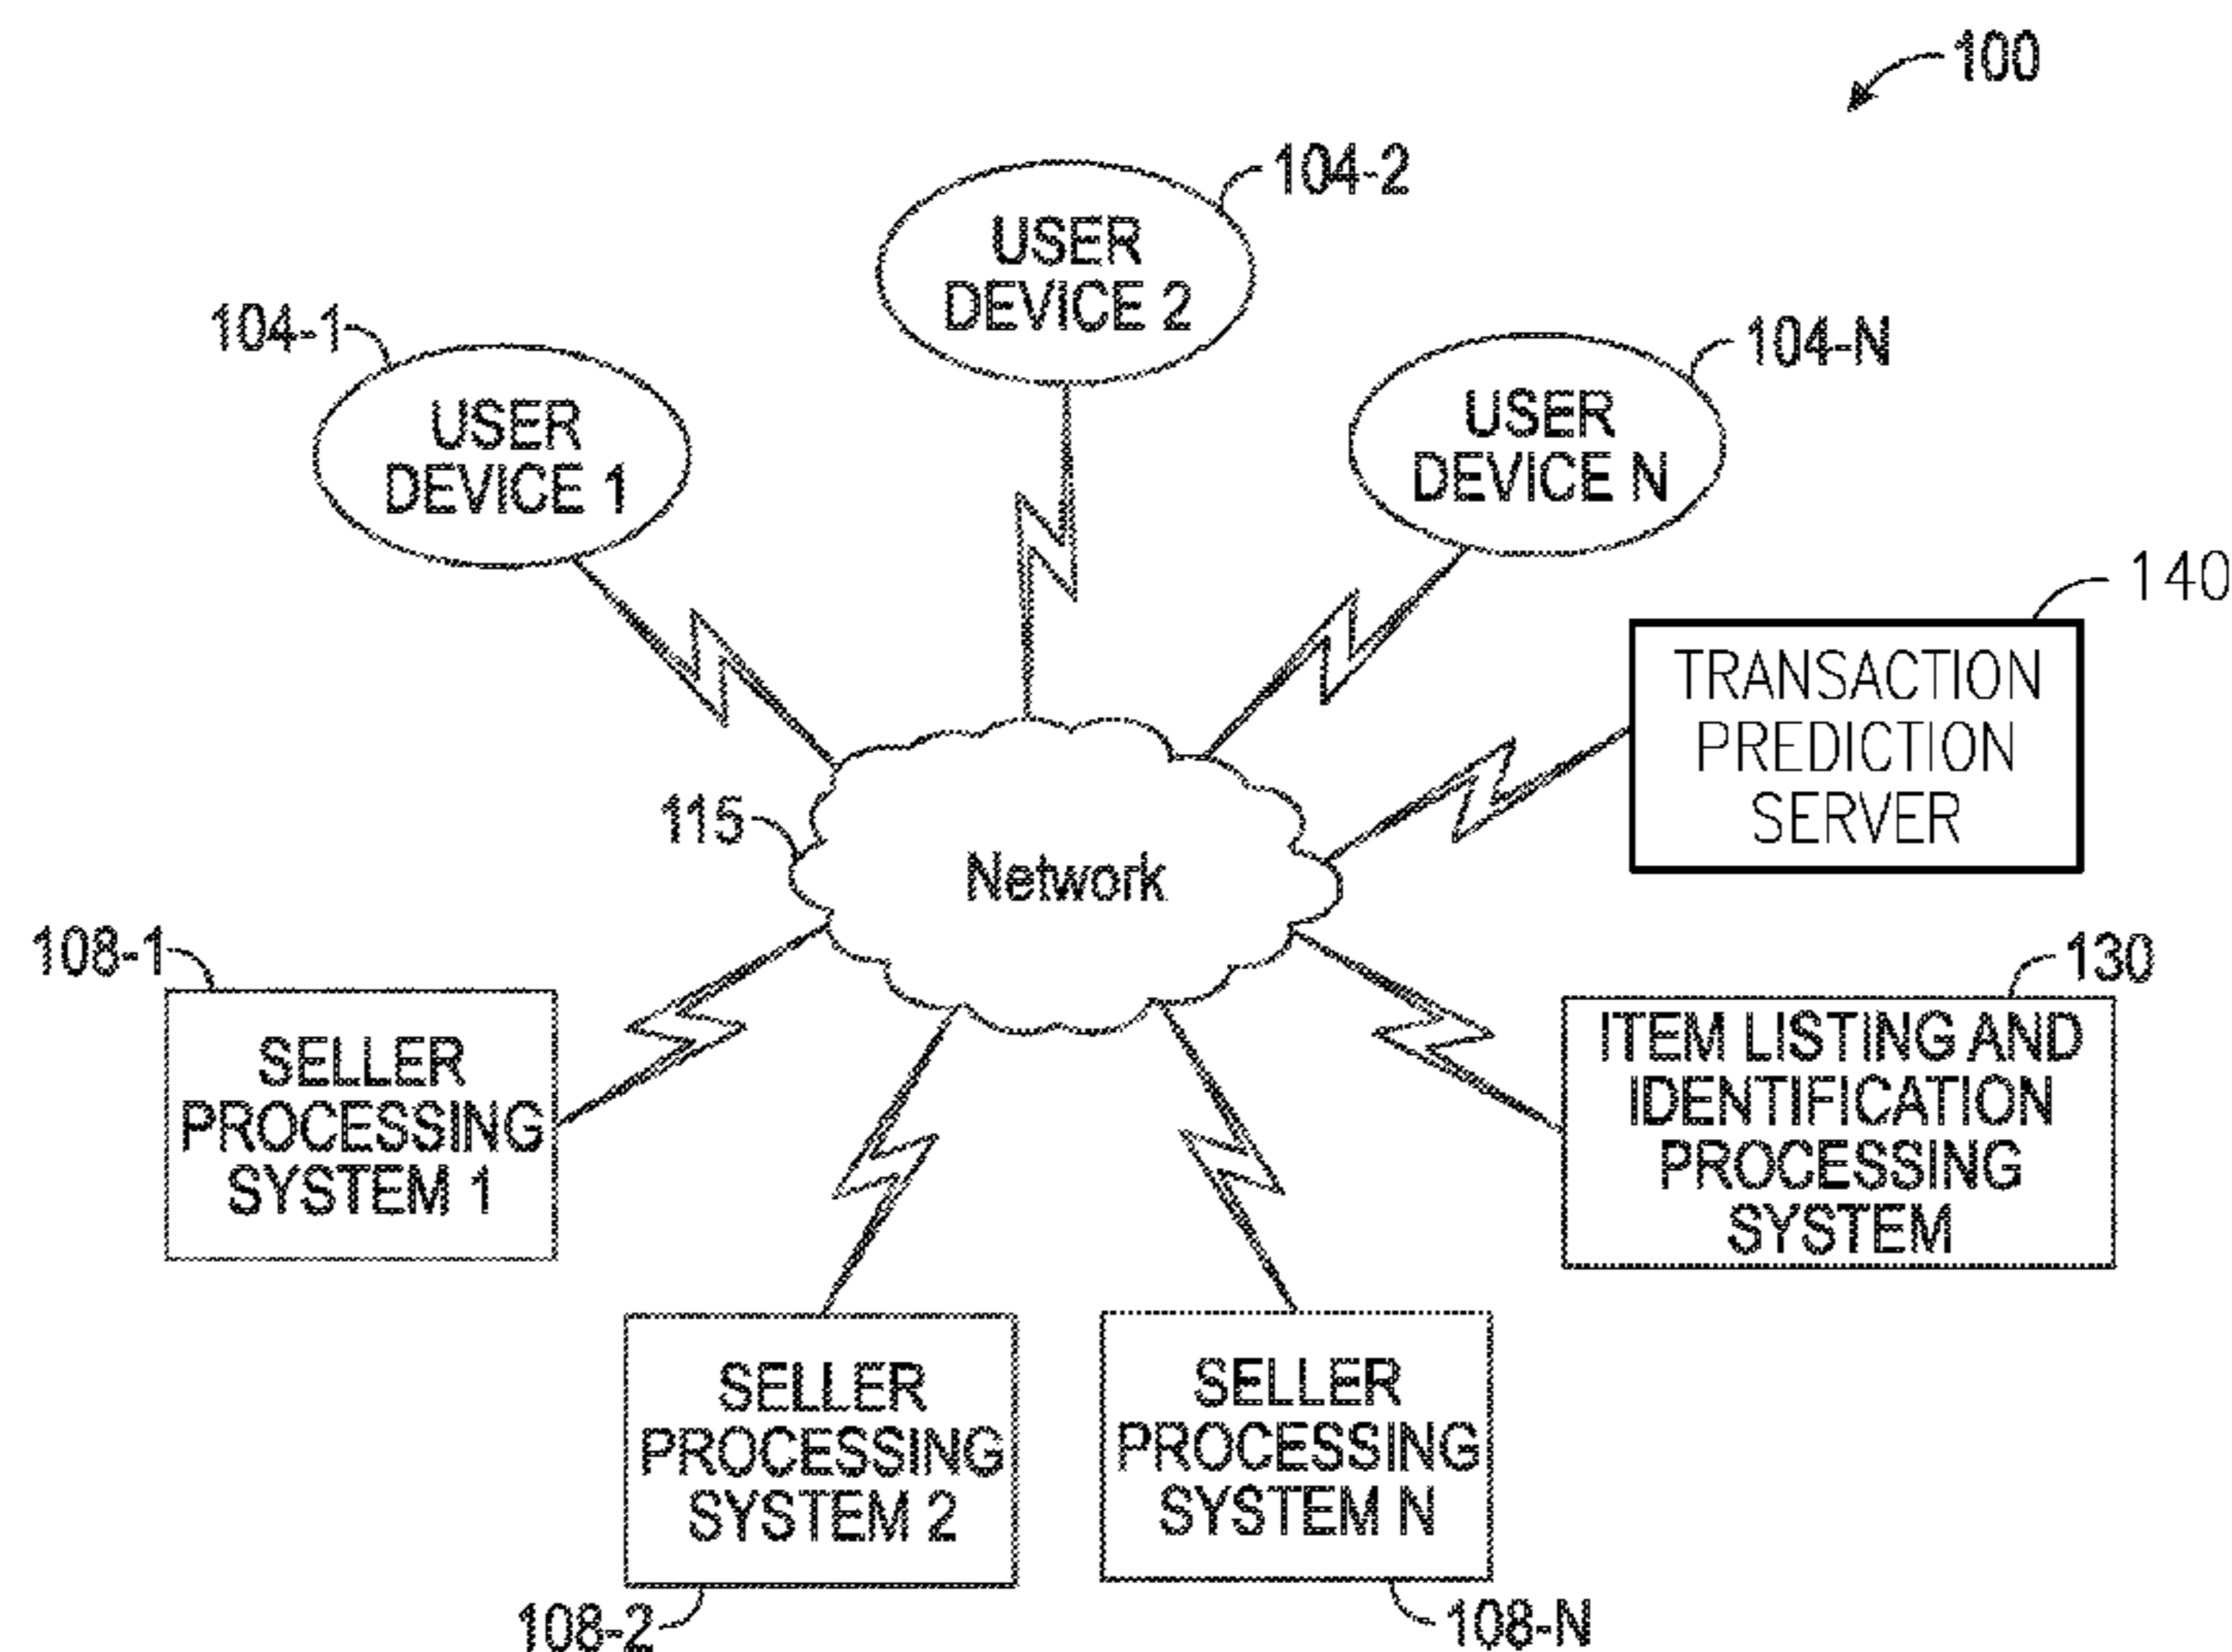 100
104-2
USER
DEVICE 2
104-1
USER
DEVICE 1
104-N
USER
DEVICE N
140
TRANSACTION
PREDICTION
SERVER
115
Network
108-1
SELLER
PROCESSING
SYSTEM 1
130
ITEM LISTING AND
IDENTIFICATION
PROCESSING
SYSTEM
SELLER
PROCESSING
SYSTEM 2
108-2
SELLER
PROCESSING
SYSTEM N
108-N